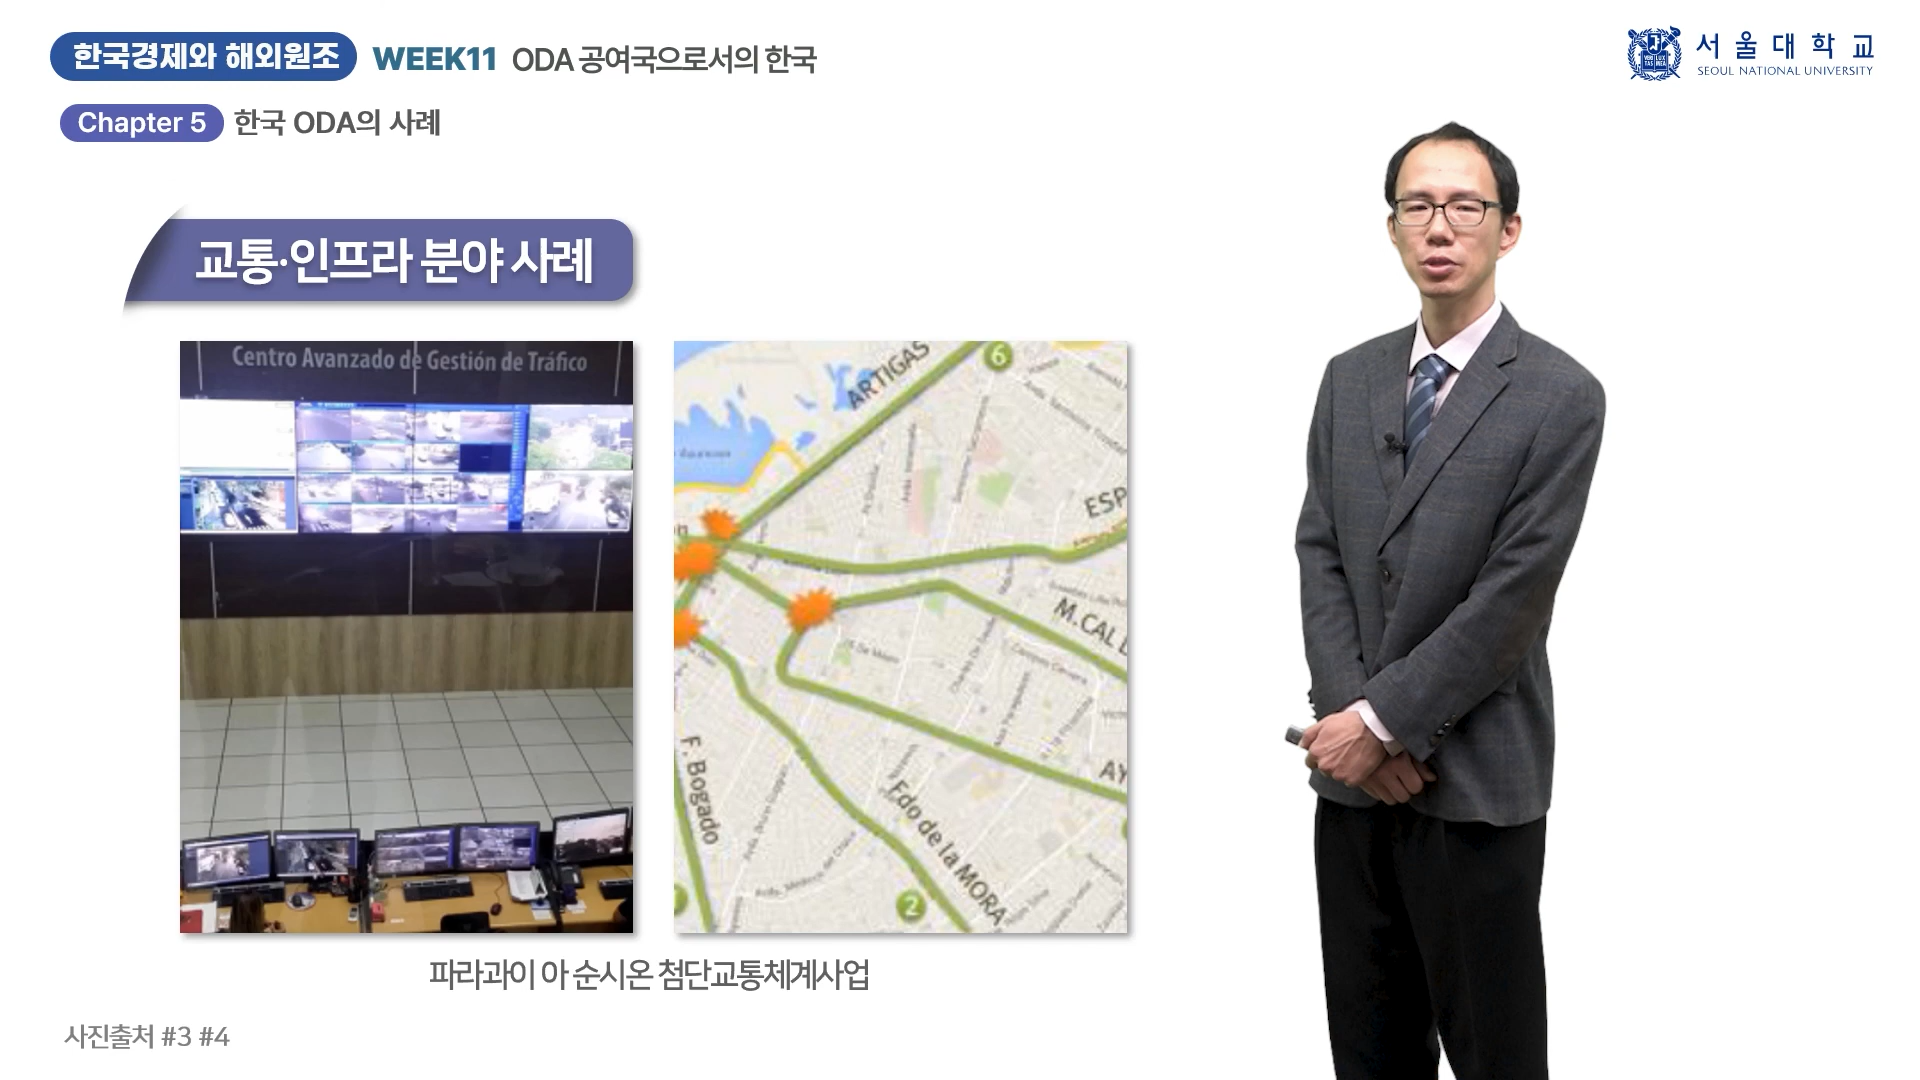 한국경제와 해외원조 WEEK11 ODA 공여국으로서의 한국
서울대학교
SEOUL NATIONAL UNIVERSITY
Chapter 5 한국 ODA의 사례
교통·인프라 분야 사례
Centro Avanzado de Gestión de Tráfico
ARTIGAS
6
ESP
M.CAL L
AY
F. Bogado
Fdo de la MORA
2
파라과이 아 순시온 첨단교통체계사업
사진출처 #3 #4